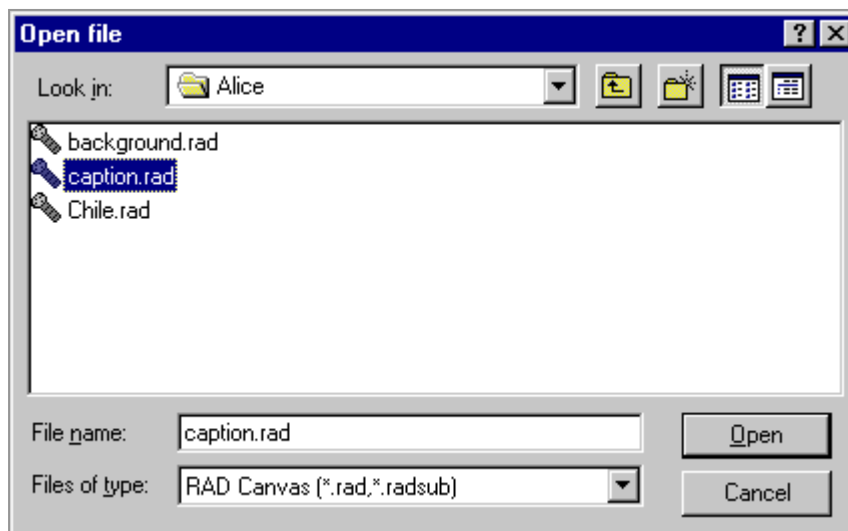 Open file
Look in: Alice
background.rad
caption.rad
Chile.rad
File name: caption.rad Open
Files of type: RAD Canvas (*.rad,*.radsub) Cancel